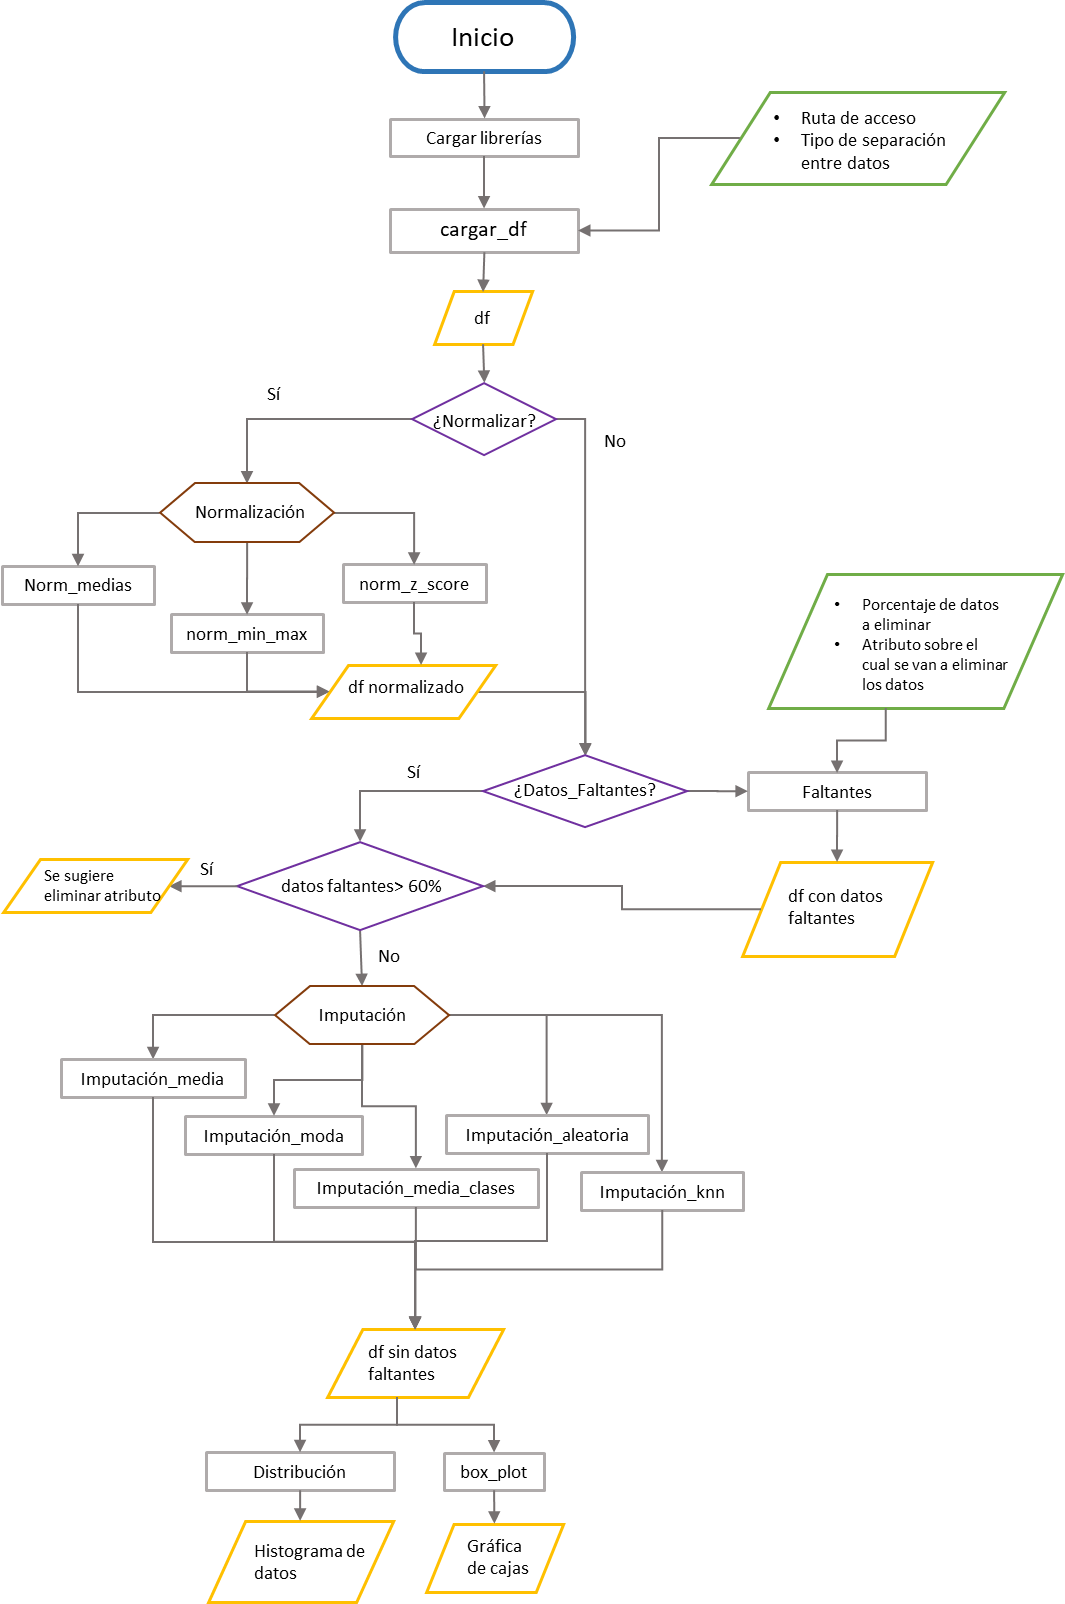 Inicio
Cargar librerías
• Ruta de acceso
• Tipo de separación
entre datos
cargar_df
df
¿Normalizar?
Sí
No
Normalización
Norm_medias
norm_z_score
norm_min_max
df normalizado
• Porcentaje de datos
a eliminar
• Atributo sobre el
cual se van a eliminar
los datos
¿Datos_Faltantes?
Sí
Faltantes
datos faltantes> 60%
Sí
Se sugiere
eliminar atributo
df con datos
faltantes
No
Imputación
Imputación_media
Imputación_moda
Imputación_aleatoria
Imputación_media_clases
Imputación_knn
df sin datos
faltantes
Distribución
box_plot
Histograma de
datos
Gráfica
de cajas